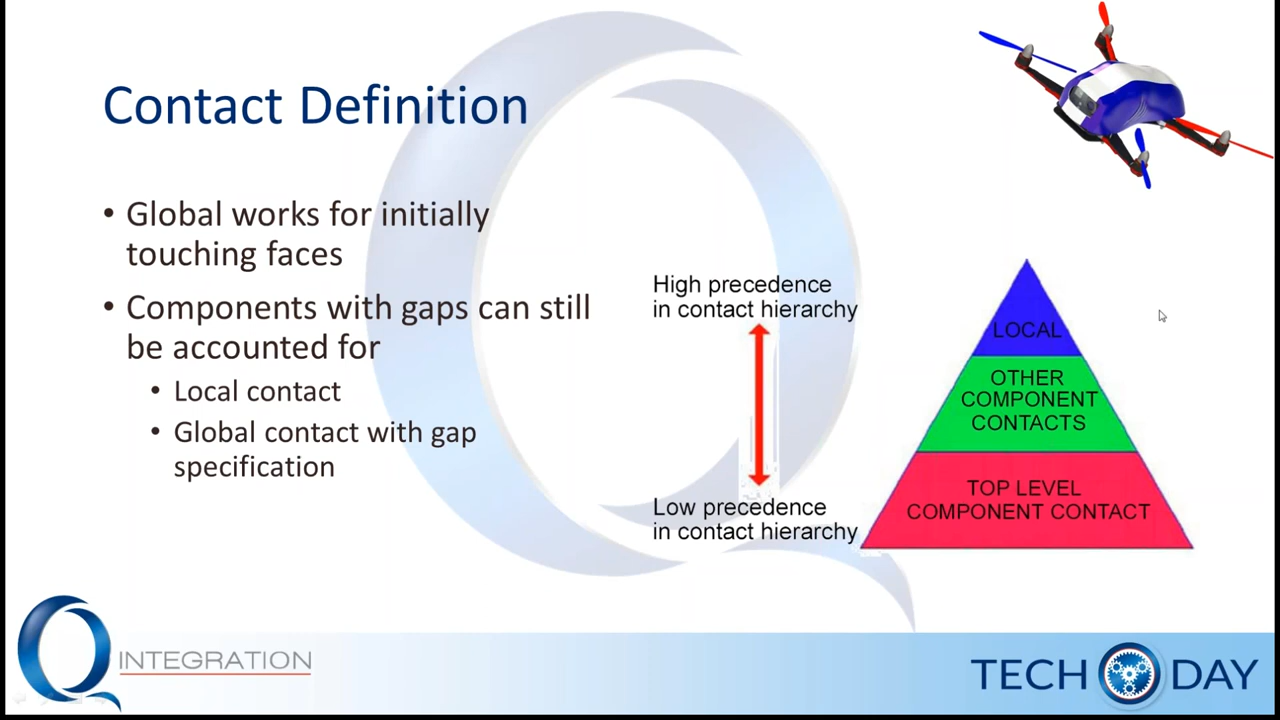 Contact Definition
• Global works for initially
touching faces
• Components with gaps can still
be accounted for
• Local contact
• Global contact with gap
specification
High precedence
in contact hierarchy
Low precedence
in contact hierarchy
LOCAL
OTHER
COMPONENT
CONTACTS
TOP LEVEL
COMPONENT CONTACT
Q INTEGRATION
TECH DAY